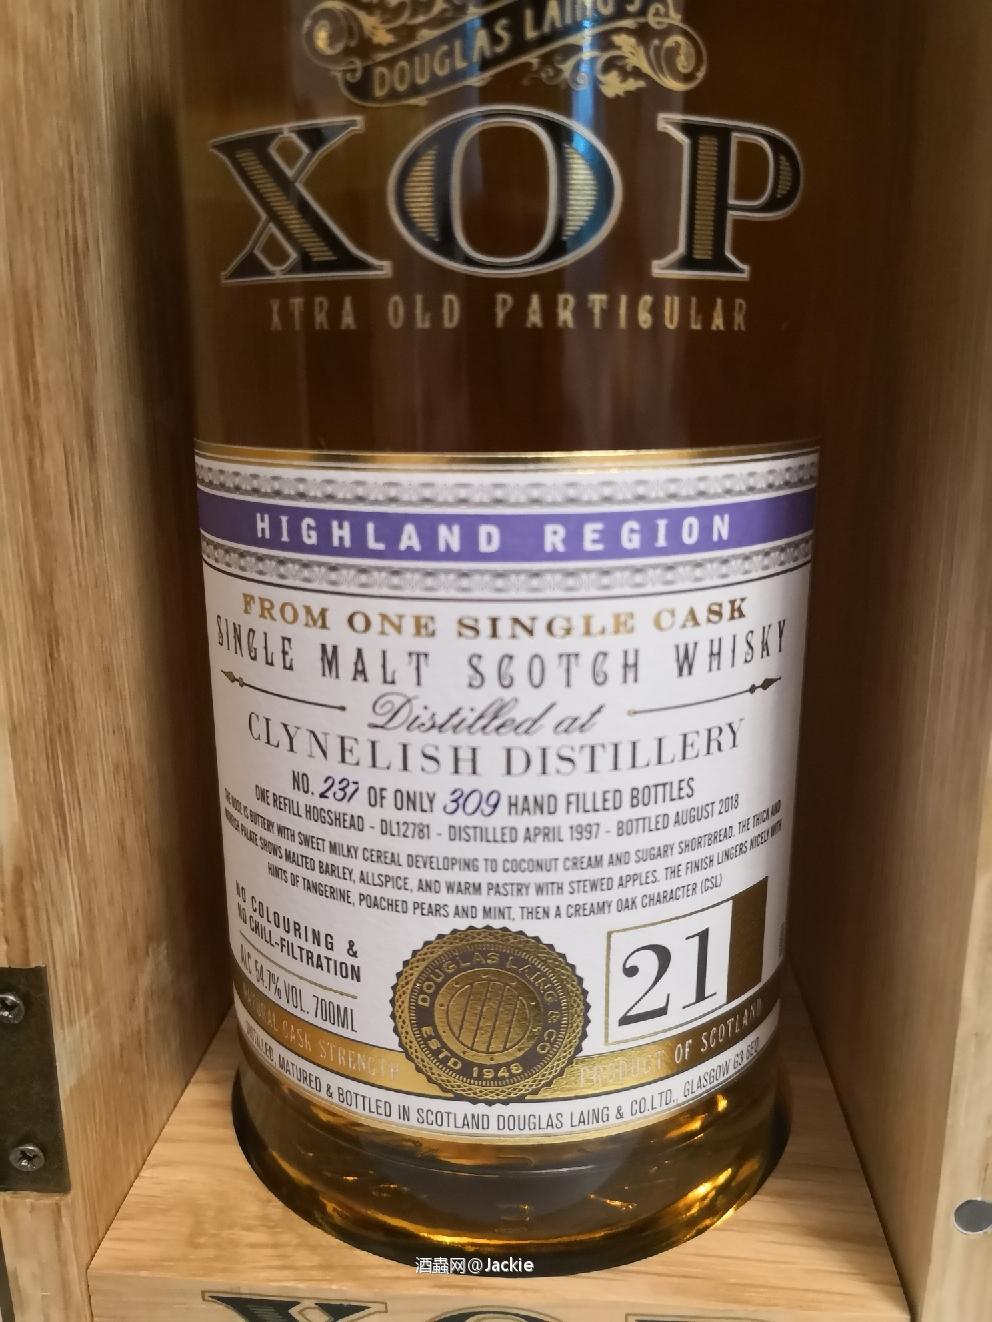 DOUGLAS LAING'S
XOP
XTRA OLD PARTICULAR
HIGHLAND REGION
FROM ONE SINGLE CASK
SINGLE MALT SCOTCH WHISKY
Distilled at
CLYNELISH DISTILLERY
NO. 237 OF ONLY 309 HAND FILLED BOTTLES
ONE REFILL HOGSHEAD - DL12781 - DISTILLED APRIL 1997 - BOTTLED AUGUST 2018
THE NOSE IS BUTTERY WITH SWEET MILKY CEREAL DEVELOPING TO COCONUT CREAM AND SUGARY SHORTBREAD. THE THICK AND
PALATE SHOWS MALTED BARLEY, ALLSPICE, AND WARM PASTRY WITH STEWED APPLES. THE FINISH LINGERS NICELY WITH
HINTS OF TANGERINE, POACHED PEARS AND MINT, THEN A CREAMY OAK CHARACTER (CSL)
NO COLOURING &
NO CHILL-FILTRATION
ALC 54.7% VOL. 700ML
21
DOUGLAS LAING & CO
ESTD 1948
NATURAL CASK STRENGTH
PRODUCT OF SCOTLAND
DISTILLED, MATURED & BOTTLED IN SCOTLAND DOUGLAS LAING & CO.LTD., GLASGOW G3 6EQ
酒蟲网@Jackie
XOP